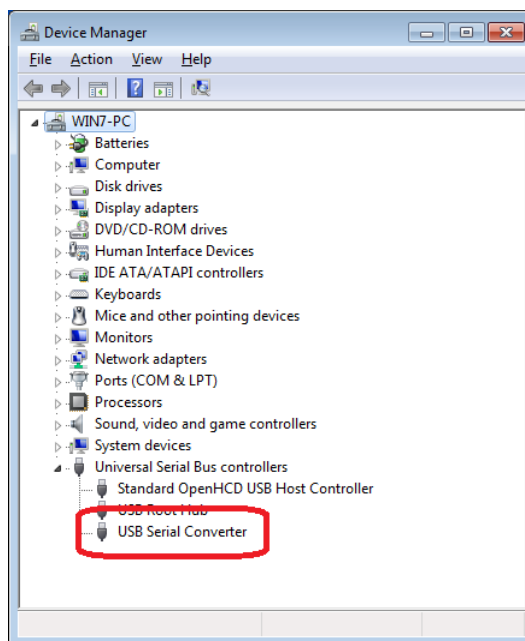 Device Manager
File Action View Help
WIN7-PC
Batteries
Computer
Disk drives
Display adapters
DVD/CD-ROM drives
Human Interface Devices
IDE ATA/ATAPI controllers
Keyboards
Mice and other pointing devices
Monitors
Network adapters
Ports (COM & LPT)
Processors
Sound, video and game controllers
System devices
Universal Serial Bus controllers
Standard OpenHCD USB Host Controller
USB Root Hub
USB Serial Converter